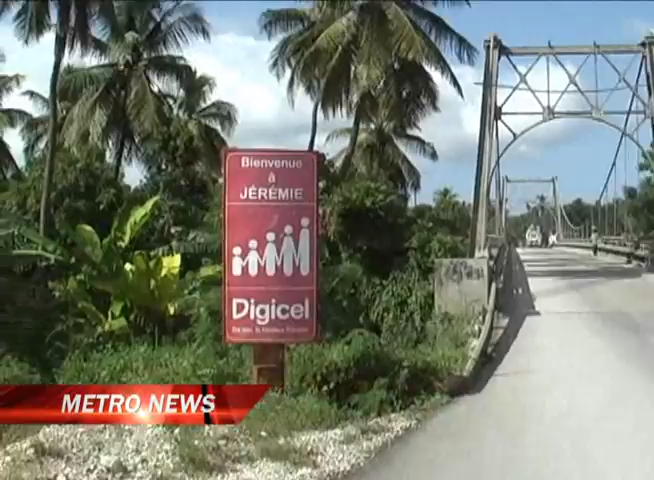 Bienvenue
à
JÉRÉMIE
Digicel
METRO NEWS